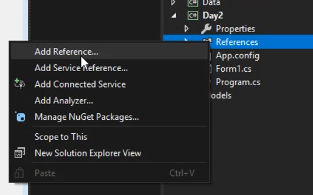 Data
Day2
Properties
References
App.config
Form1.cs
Program.cs
odels
Add Reference...
Add Service Reference...
Add Connected Service
Add Analyzer...
Manage NuGet Packages...
Scope to This
New Solution Explorer View
Paste Ctrl+V